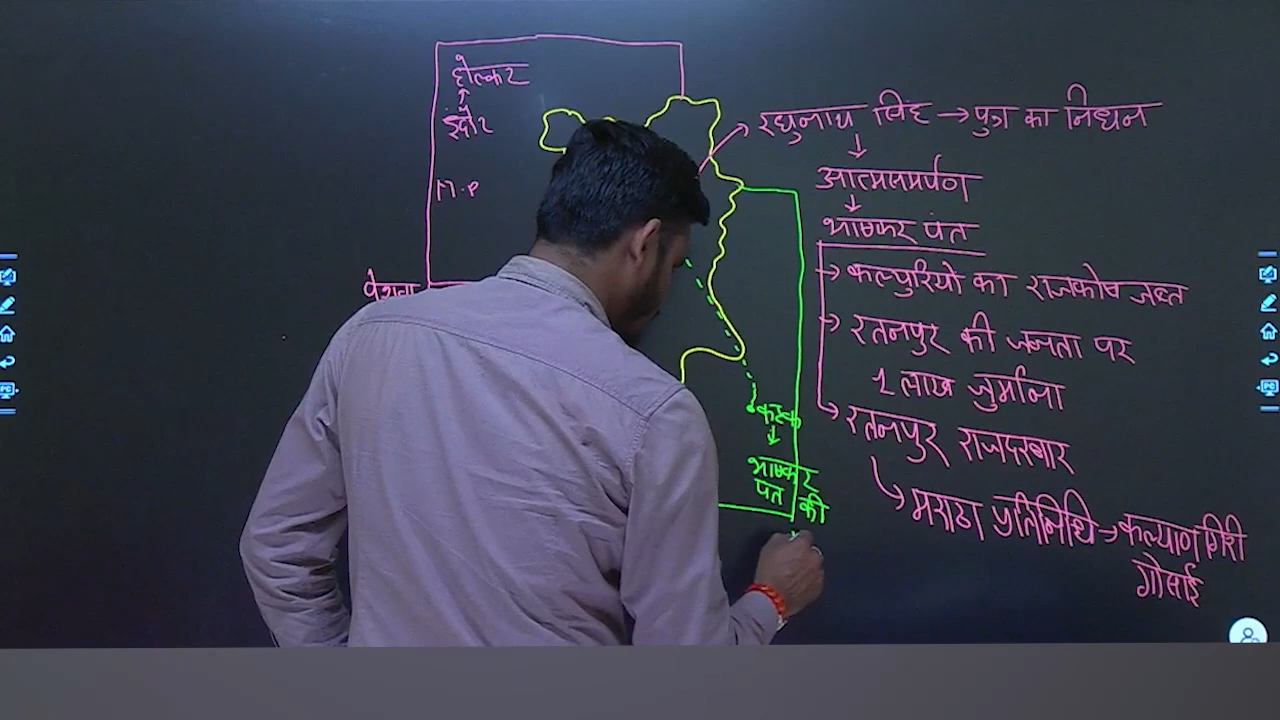 होल्कर
↑
इंदौर
M.P
पेशवा
रघुनाथ सिंह → पुत्र का निधन
↓
आत्मसमर्पण
↓
भास्कर पंत
→ कल्चुरियों का राजकोष जब्त
→ रतनपुर की जनता पर
1 लाख जुर्माना
→ रतनपुर राजदरबार
↳ मराठा प्रतिनिधि → कल्याण गिरी
गोसाई
कटक
↓
भास्कर
पंत की